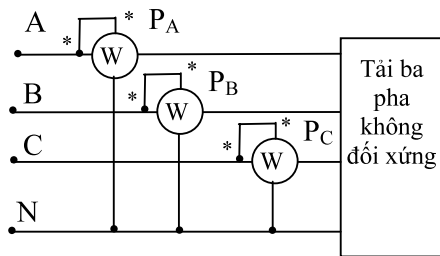 A
* * P_A
W
B
* * P_B
W
C
* * P_C
W
N
Tải ba
pha
không
đối xứng